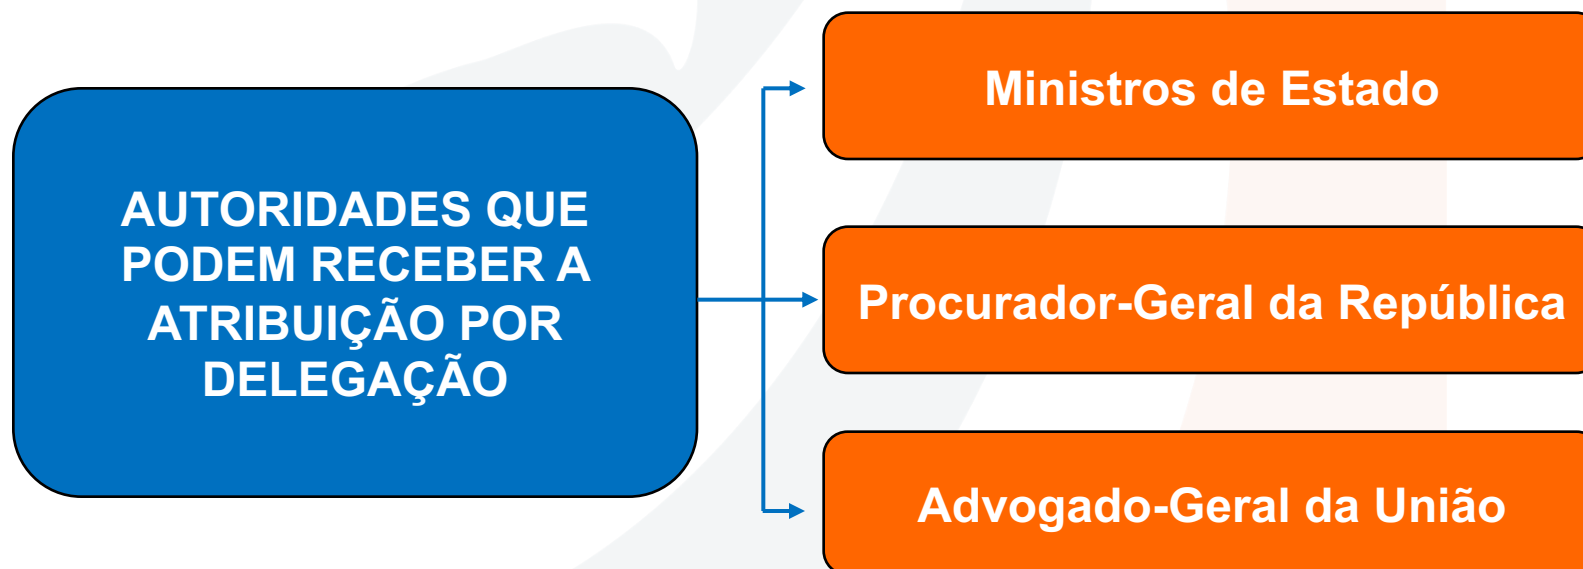 AUTORIDADES QUE
PODEM RECEBER A
ATRIBUIÇÃO POR
DELEGAÇÃO
Ministros de Estado
Procurador-Geral da República
Advogado-Geral da União